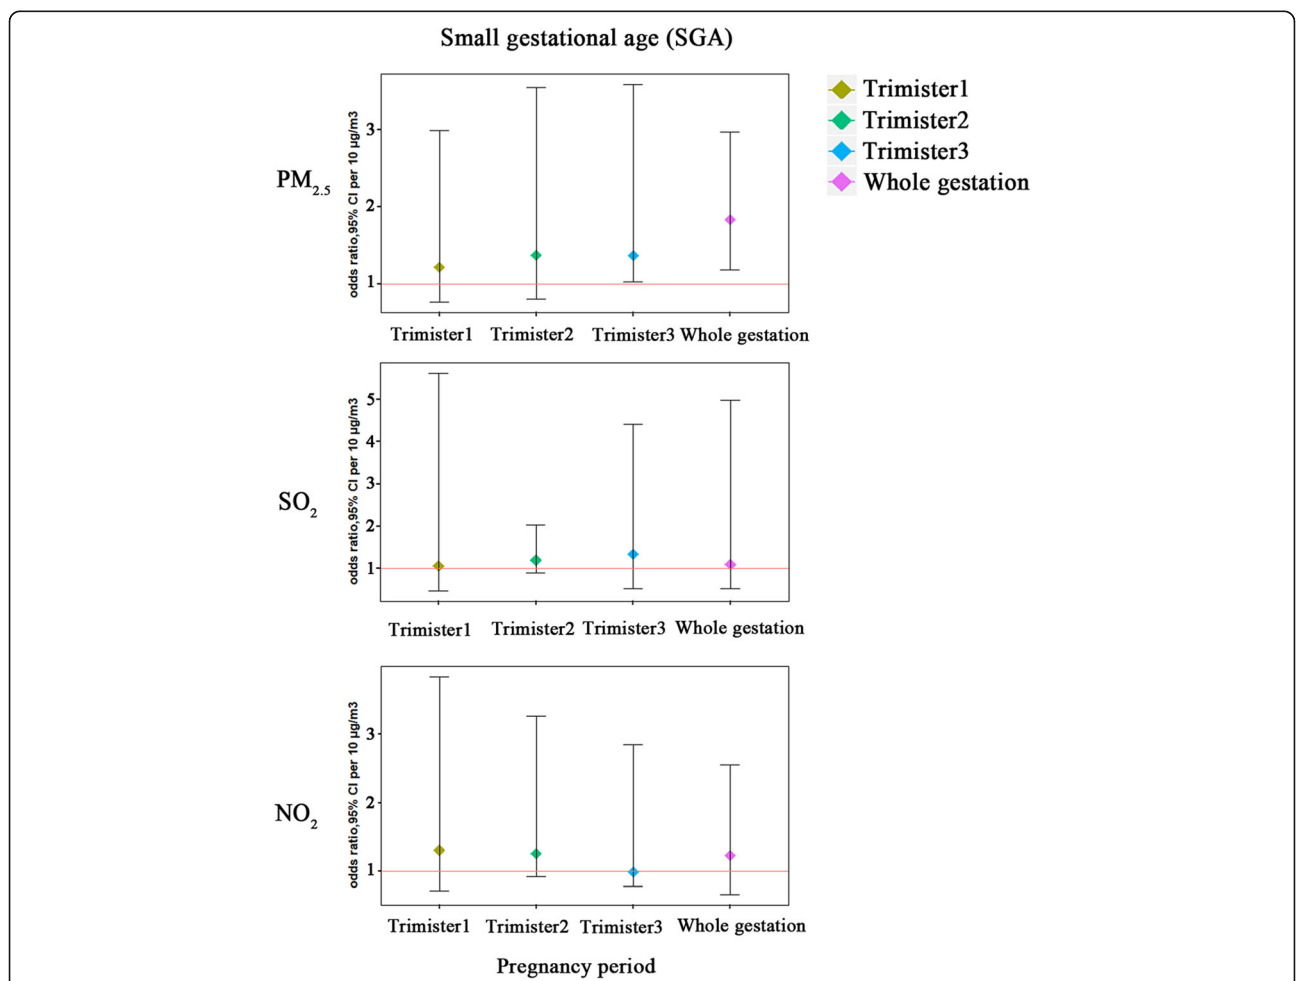 Small gestational age (SGA)
Trimister1
Trimister2
Trimister3
Whole gestation
PM2.5
odds ratio,95% CI per 10 µg/m3
3
2
1
Trimister1 Trimister2 Trimister3 Whole gestation
SO2
odds ratio,95% CI per 10 µg/m3
5
4
3
2
1
Trimister1 Trimister2 Trimister3 Whole gestation
NO2
odds ratio,95% CI per 10 µg/m3
3
2
1
Trimister1 Trimister2 Trimister3 Whole gestation
Pregnancy period